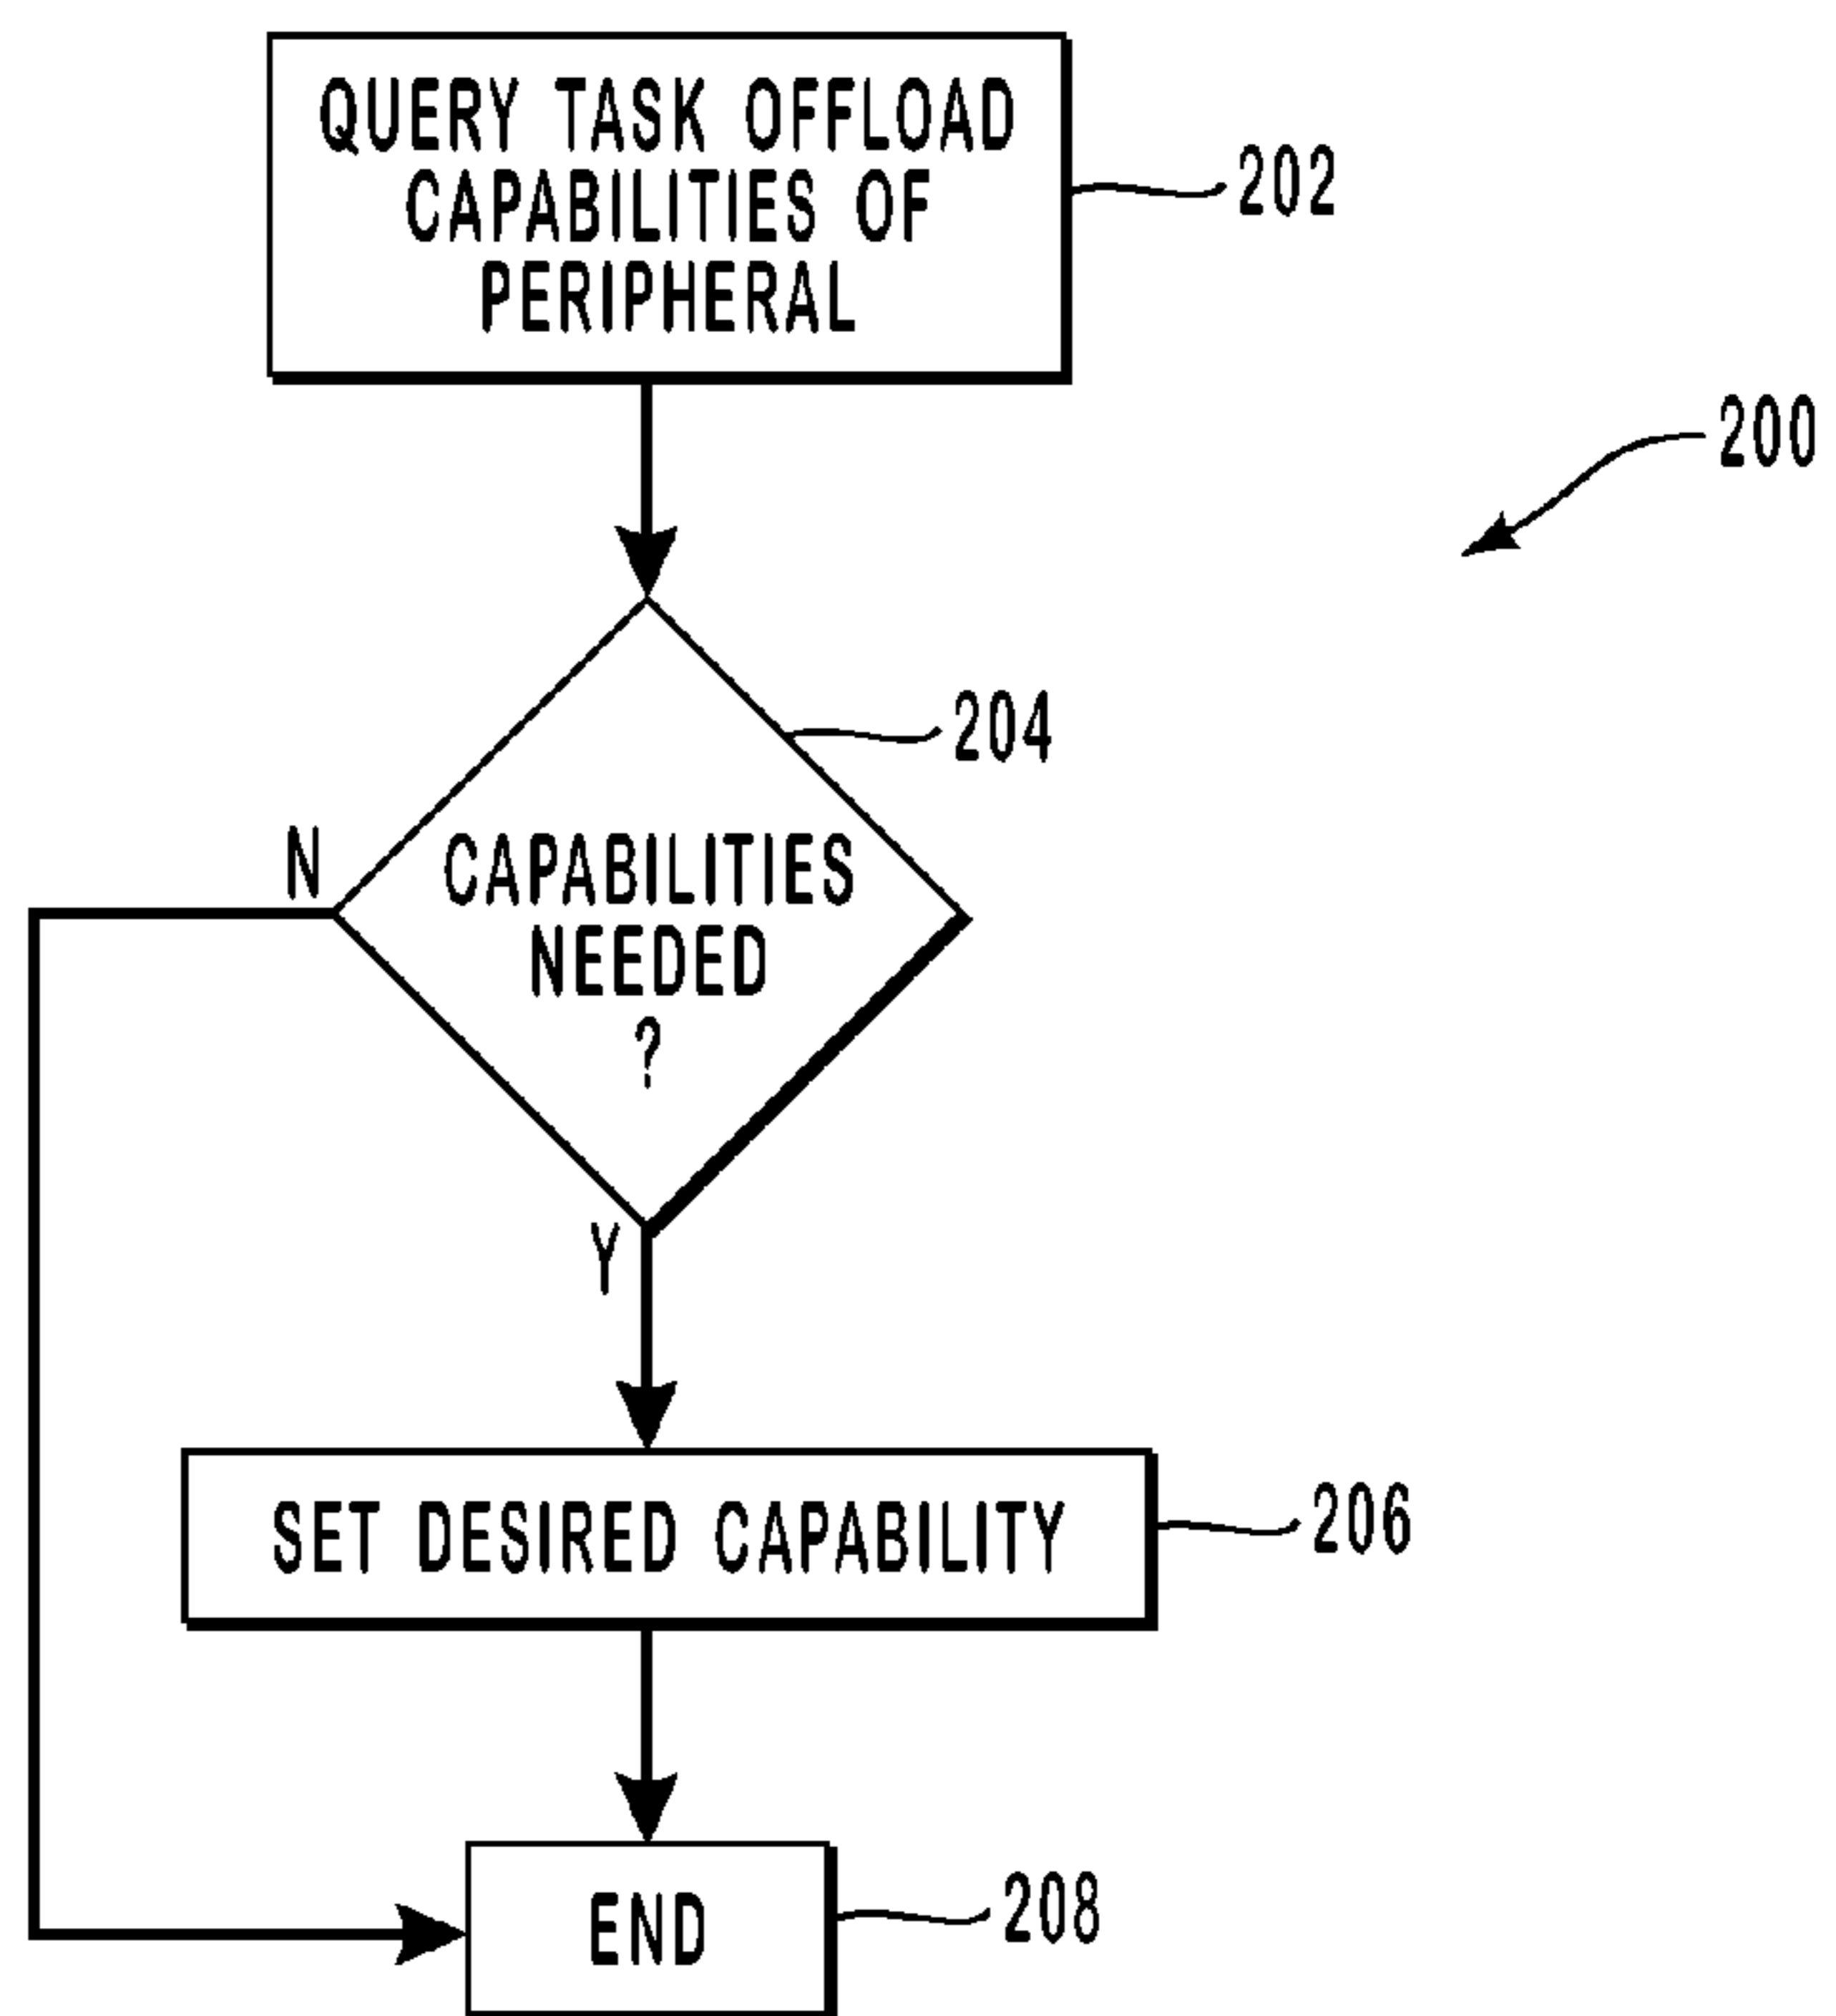 QUERY TASK OFFLOAD
CAPABILITIES OF
PERIPHERAL
202
200
204
N
CAPABILITIES
NEEDED
?
Y
SET DESIRED CAPABILITY
206
END
208